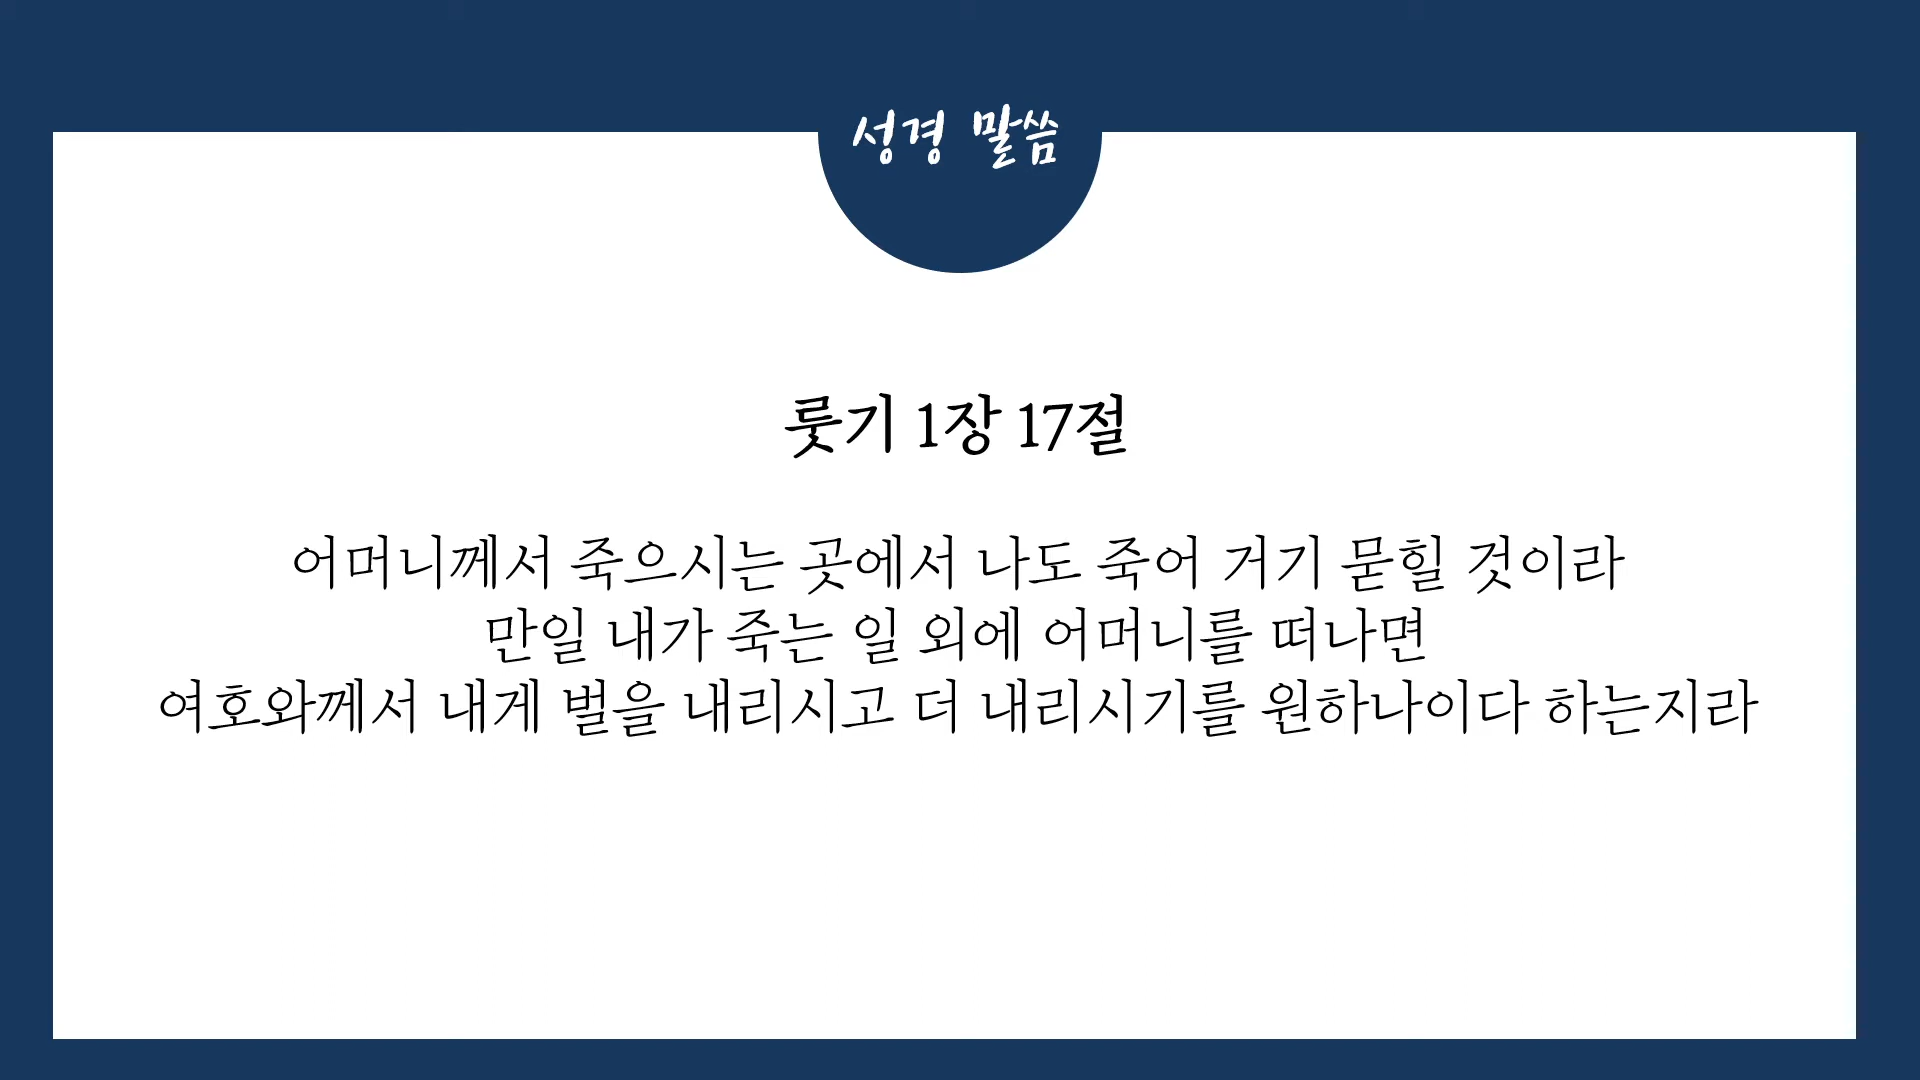 성경 말씀
룻기 1장 17절
어머니께서 죽으시는 곳에서 나도 죽어 거기 묻힐 것이라
만일 내가 죽는 일 외에 어머니를 떠나면
여호와께서 내게 벌을 내리시고 더 내리시기를 원하나이다 하는지라